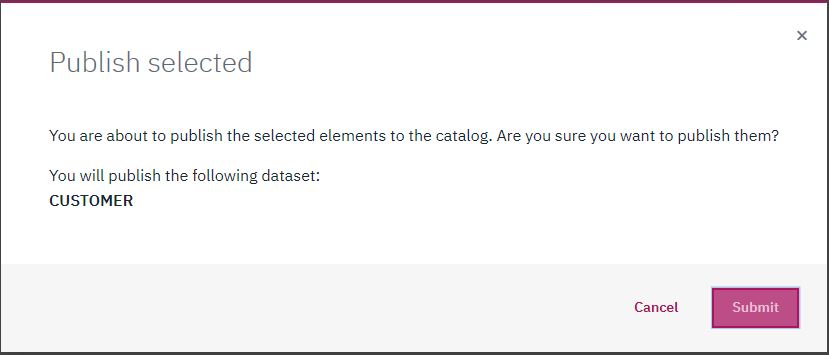 Publish selected
You are about to publish the selected elements to the catalog. Are you sure you want to publish them?
You will publish the following dataset:
CUSTOMER
Cancel
Submit